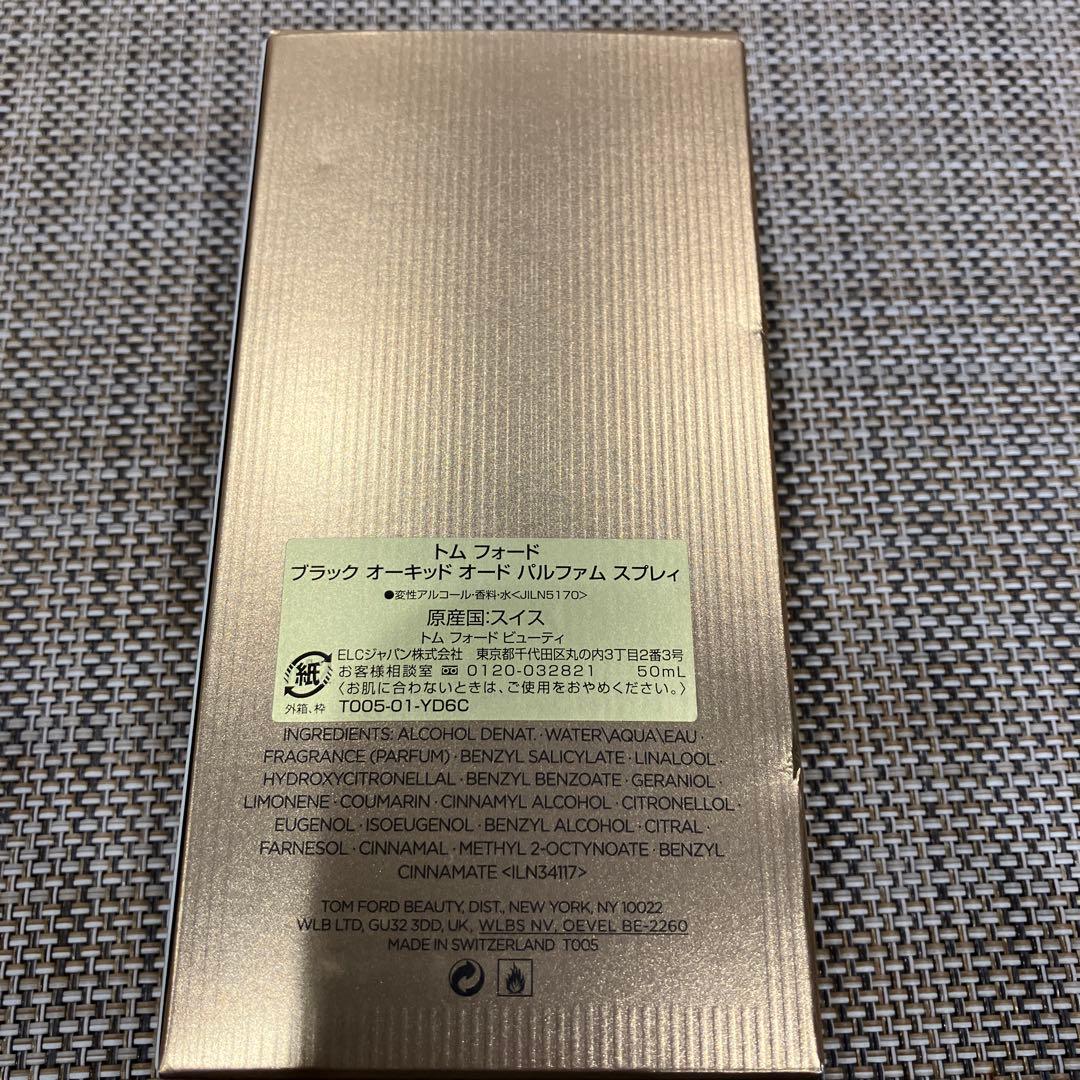 トム フォード
ブラック オーキッド オード パルファム スプレィ
●変性アルコール・香料・水<JILN5170>
原産国:スイス
トム フォード ビューティ
ELCジャパン株式会社 東京都千代田区丸の内3丁目2番3号
紙 お客様相談室 0120-032821 50mL
〈お肌に合わないときは、ご使用をおやめください。〉
外箱、枠 T005-01-YD6C
INGREDIENTS: ALCOHOL DENAT. · WATER\AQUA\EAU ·
FRAGRANCE (PARFUM) · BENZYL SALICYLATE · LINALOOL ·
HYDROXYCITRONELLAL · BENZYL BENZOATE · GERANIOL ·
LIMONENE · COUMARIN · CINNAMYL ALCOHOL · CITRONELLOL ·
EUGENOL · ISOEUGENOL · BENZYL ALCOHOL · CITRAL ·
FARNESOL · CINNAMAL · METHYL 2-OCTYNOATE · BENZYL
CINNAMATE <ILN34117>
TOM FORD BEAUTY, DIST., NEW YORK, NY 10022
WLB LTD, GU32 3DD, UK, WLBS NV, OEVEL BE-2260
MADE IN SWITZERLAND T005